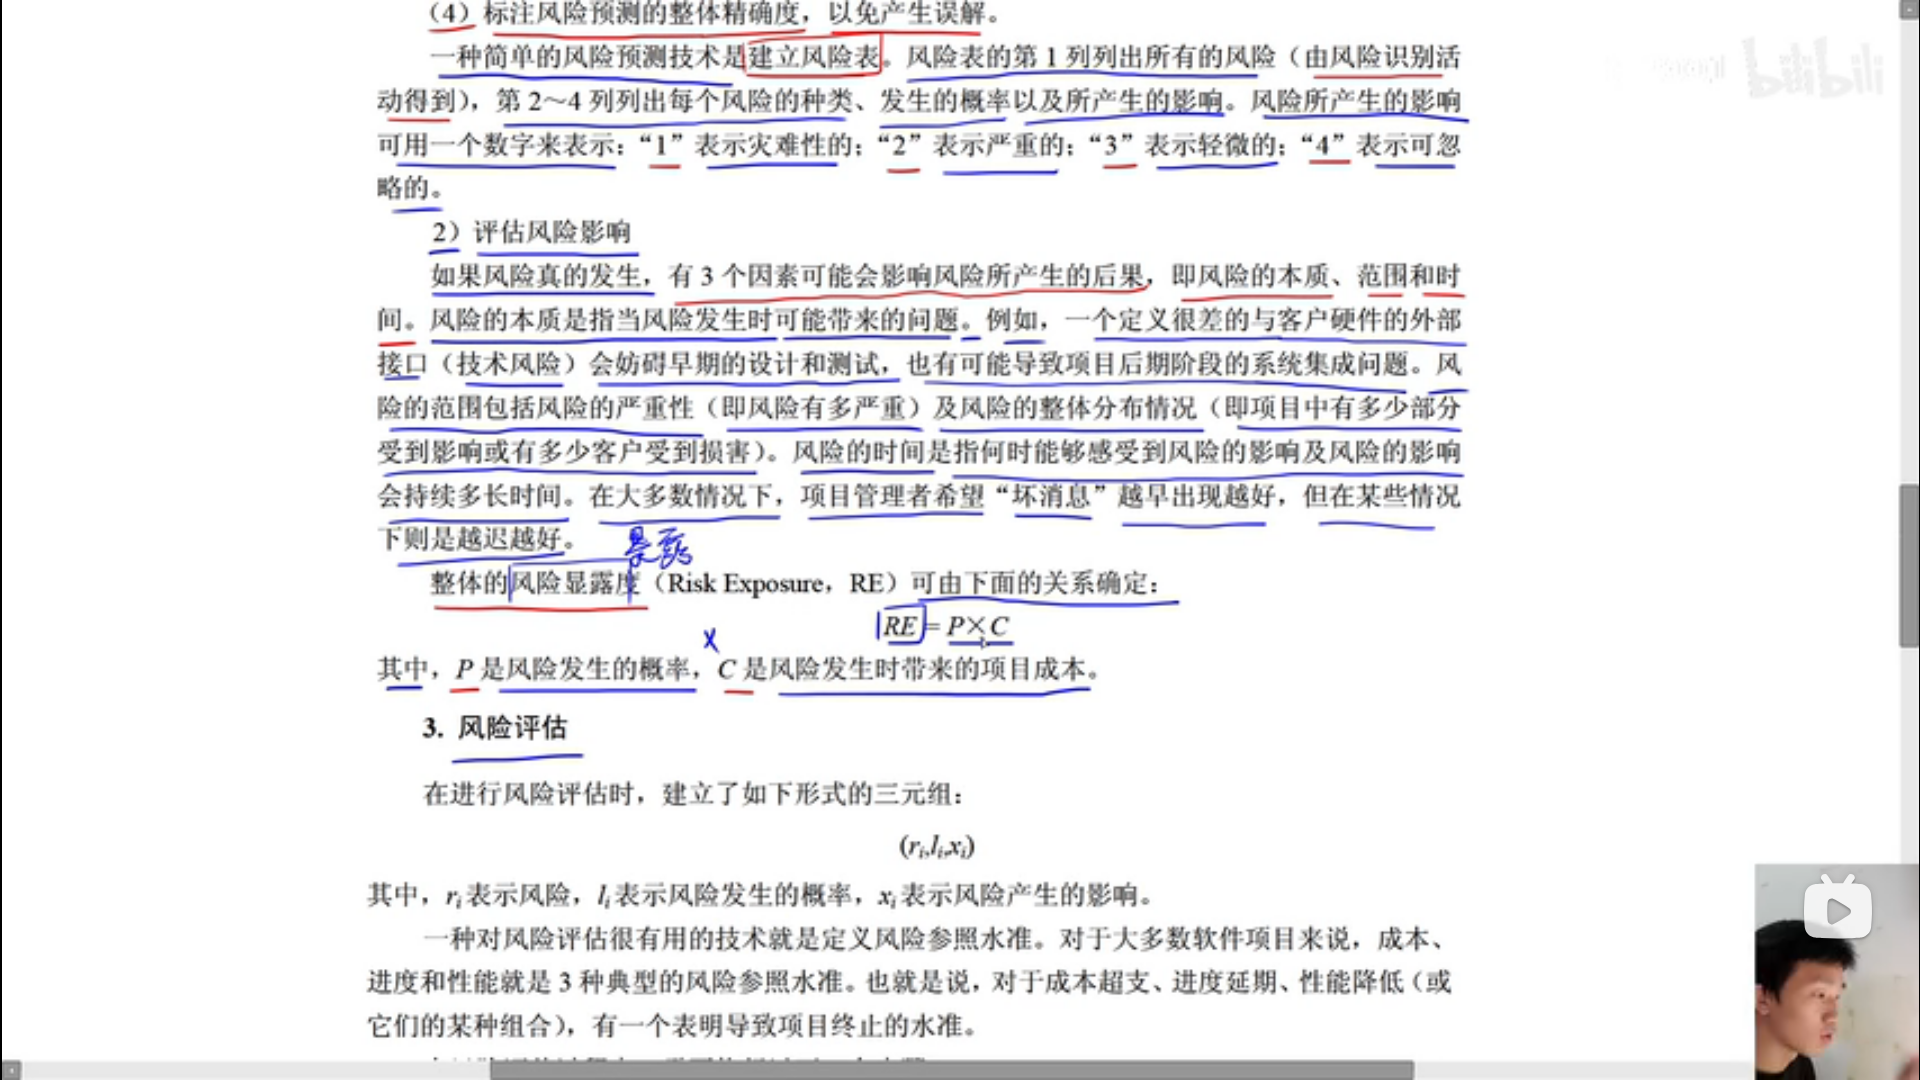 （4）标注风险预测的整体精确度，以免产生误解。
一种简单的风险预测技术是建立风险表。风险表的第 1 列列出所有的风险（由风险识别活
动得到），第 2～4 列列出每个风险的种类、发生的概率以及所产生的影响。风险所产生的影响
可用一个数字来表示：“1”表示灾难性的；“2”表示严重的；“3”表示轻微的；“4”表示可忽
略的。
2）评估风险影响
如果风险真的发生，有 3 个因素可能会影响风险所产生的后果，即风险的本质、范围和时
间。风险的本质是指当风险发生时可能带来的问题。例如，一个定义很差的与客户硬件的外部
接口（技术风险）会妨碍早期的设计和测试，也有可能导致项目后期阶段的系统集成问题。风
险的范围包括风险的严重性（即风险有多严重）及风险的整体分布情况（即项目中有多少部分
受到影响或有多少客户受到损害）。风险的时间是指何时能够感受到风险的影响及风险的影响
会持续多长时间。在大多数情况下，项目管理者希望“坏消息”越早出现越好，但在某些情况
下则是越迟越好。
整体的风险显露度（Risk Exposure，RE）可由下面的关系确定：
RE = P×C
x
其中，P 是风险发生的概率，C 是风险发生时带来的项目成本。
3. 风险评估
在进行风险评估时，建立了如下形式的三元组：
(ri,li,xi)
其中，ri 表示风险，li 表示风险发生的概率，xi 表示风险产生的影响。
一种对风险评估很有用的技术就是定义风险参照水准。对于大多数软件项目来说，成本、
进度和性能就是 3 种典型的风险参照水准。也就是说，对于成本超支、进度延期、性能降低（或
它们的某种组合），有一个表明导致项目终止的水准。
bilibili